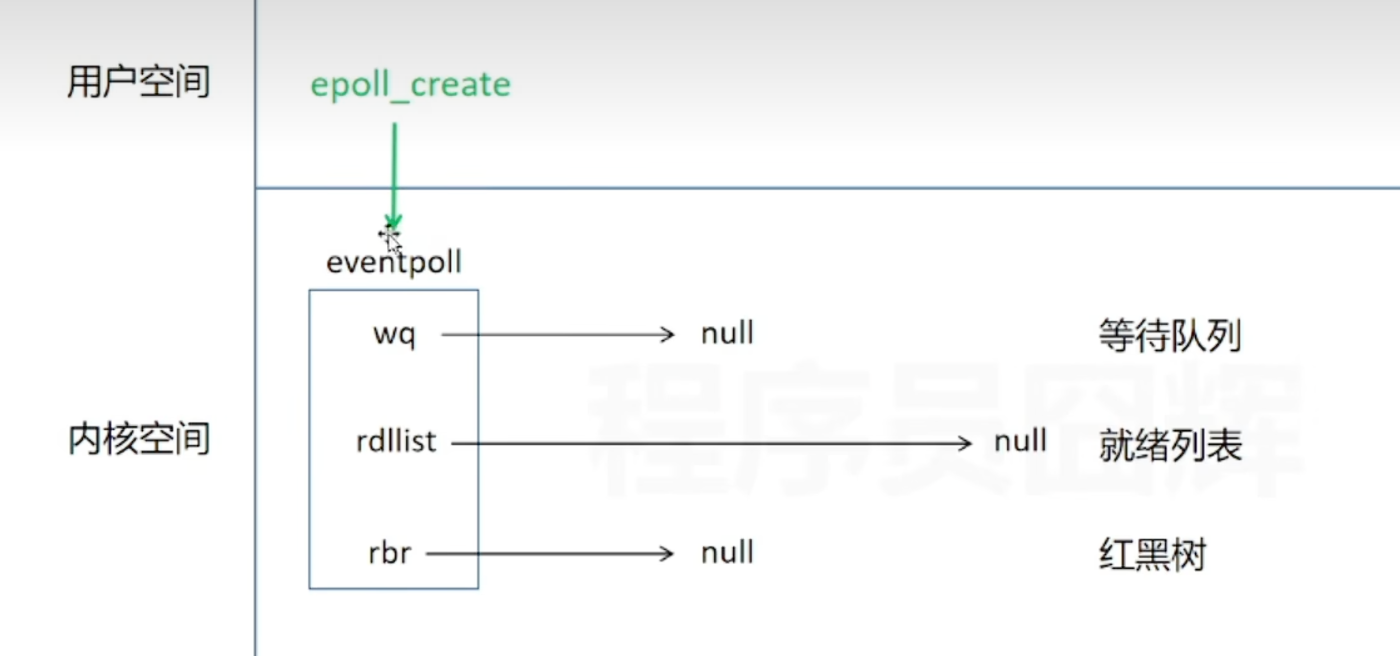 用户空间
epoll_create
eventpoll
wq
null
等待队列
内核空间
rdllist
null
就绪列表
rbr
null
红黑树
程序员囧辉